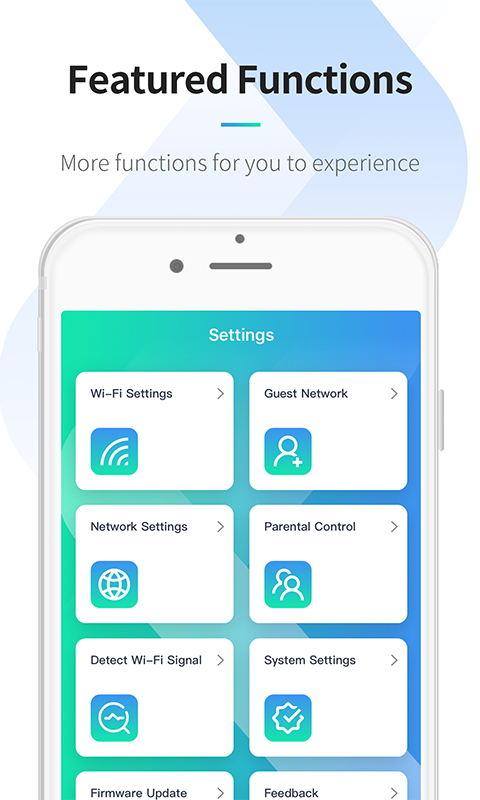 Featured Functions
More functions for you to experience
Settings
Wi-Fi Settings
Guest Network
Network Settings
Parental Control
Detect Wi-Fi Signal
System Settings
Firmware Update
Feedback